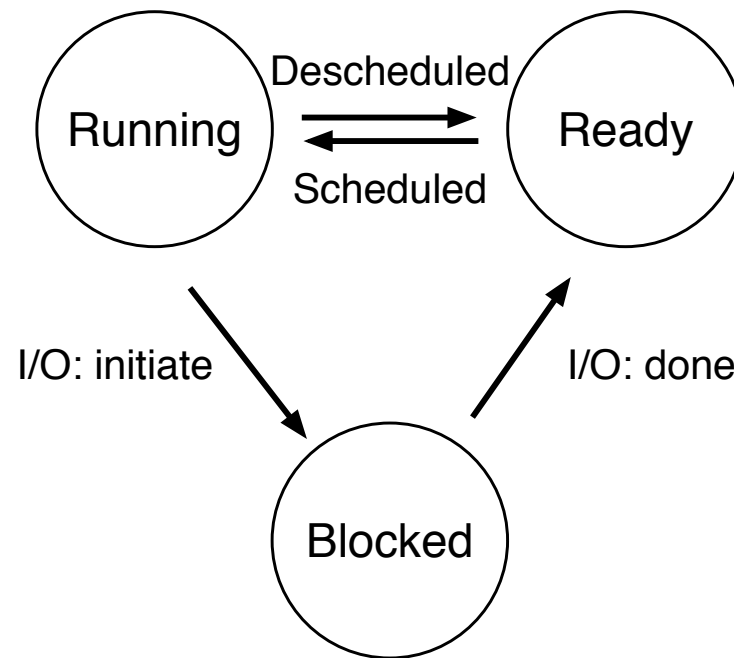 Descheduled
Running
Ready
Scheduled
I/O: initiate
I/O: done
Blocked